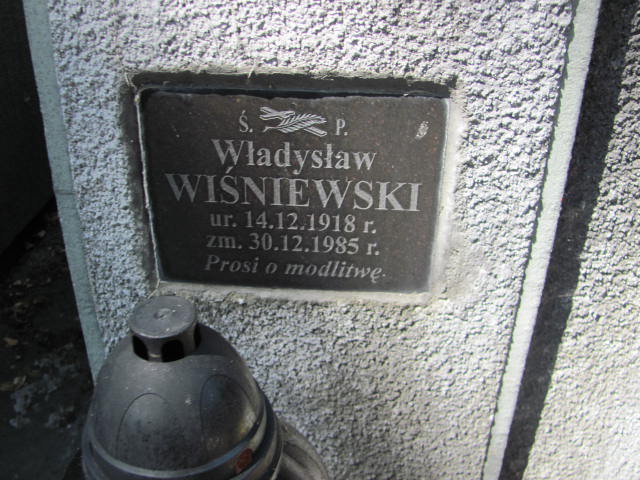 Ś. P.
Władysław
WIŚNIEWSKI
ur. 14.12.1918 r.
zm. 30.12.1985 r.
Prosi o modlitwę